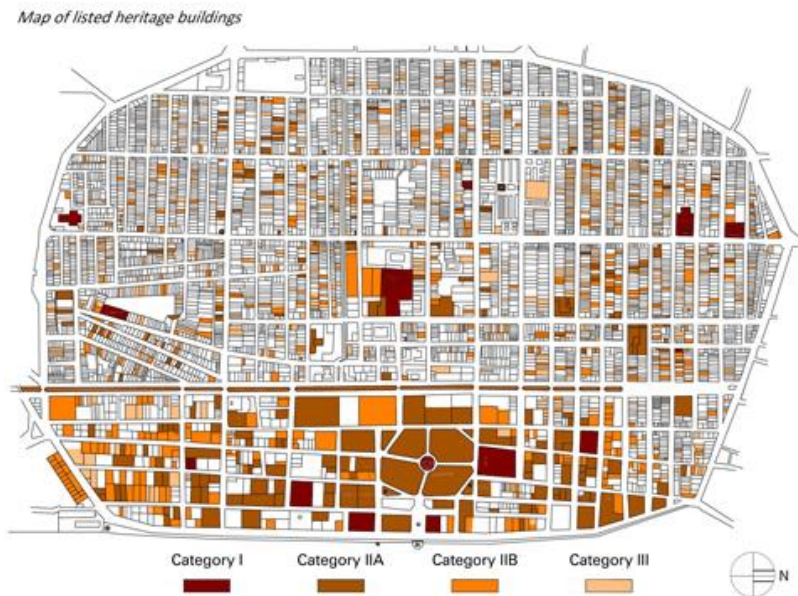 Map of listed heritage buildings
Category I
Category IIA
Category IIB
Category III
N